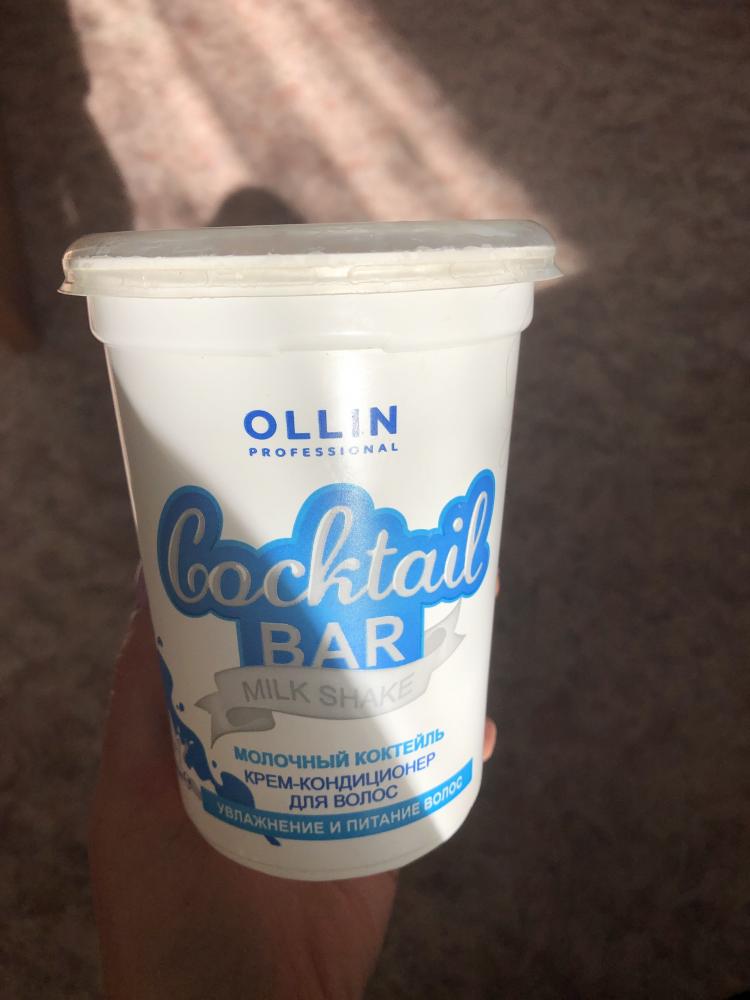 OLLIN
PROFESSIONAL
Cocktail
BAR
MILK SHAKE
МОЛОЧНЫЙ КОКТЕЙЛЬ
КРЕМ-КОНДИЦИОНЕР
ДЛЯ ВОЛОС
УВЛАЖНЕНИЕ И ПИТАНИЕ ВОЛОС